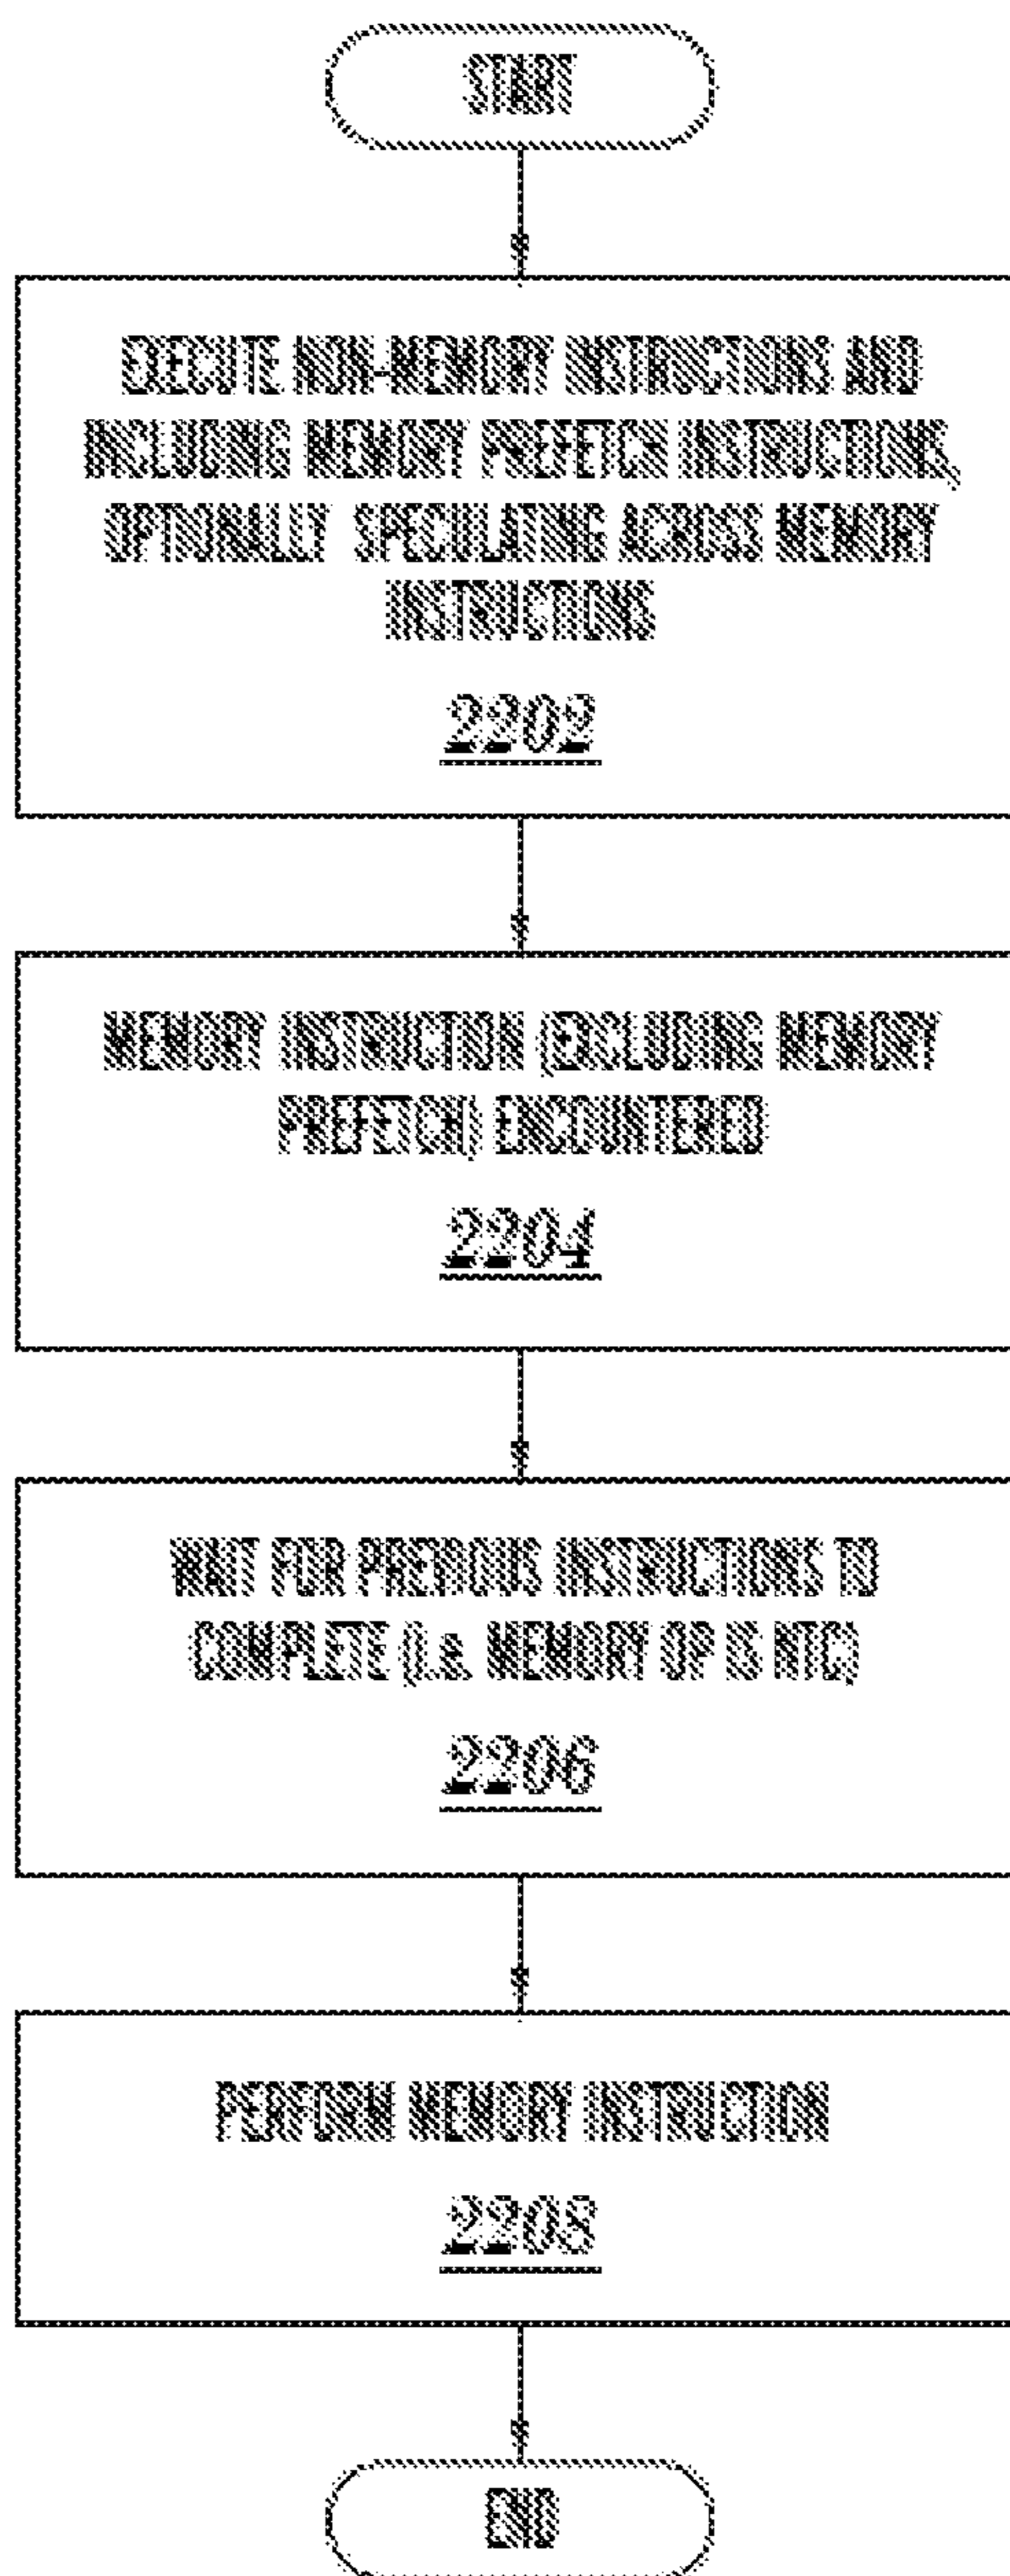 START
EXECUTE NON-MEMORY INSTRUCTIONS AND
INCLUDING MEMORY PREFETCH INSTRUCTIONS,
OPTIONALLY SPECULATING ACROSS MEMORY
INSTRUCTIONS
2202
MEMORY INSTRUCTION (EXCLUDING MEMORY
PREFETCH) ENCOUNTERED
2204
WAIT FOR PREVIOUS INSTRUCTIONS TO
COMPLETE (I.e. MEMORY OP IS NTC)
2206
PERFORM MEMORY INSTRUCTION
2208
END